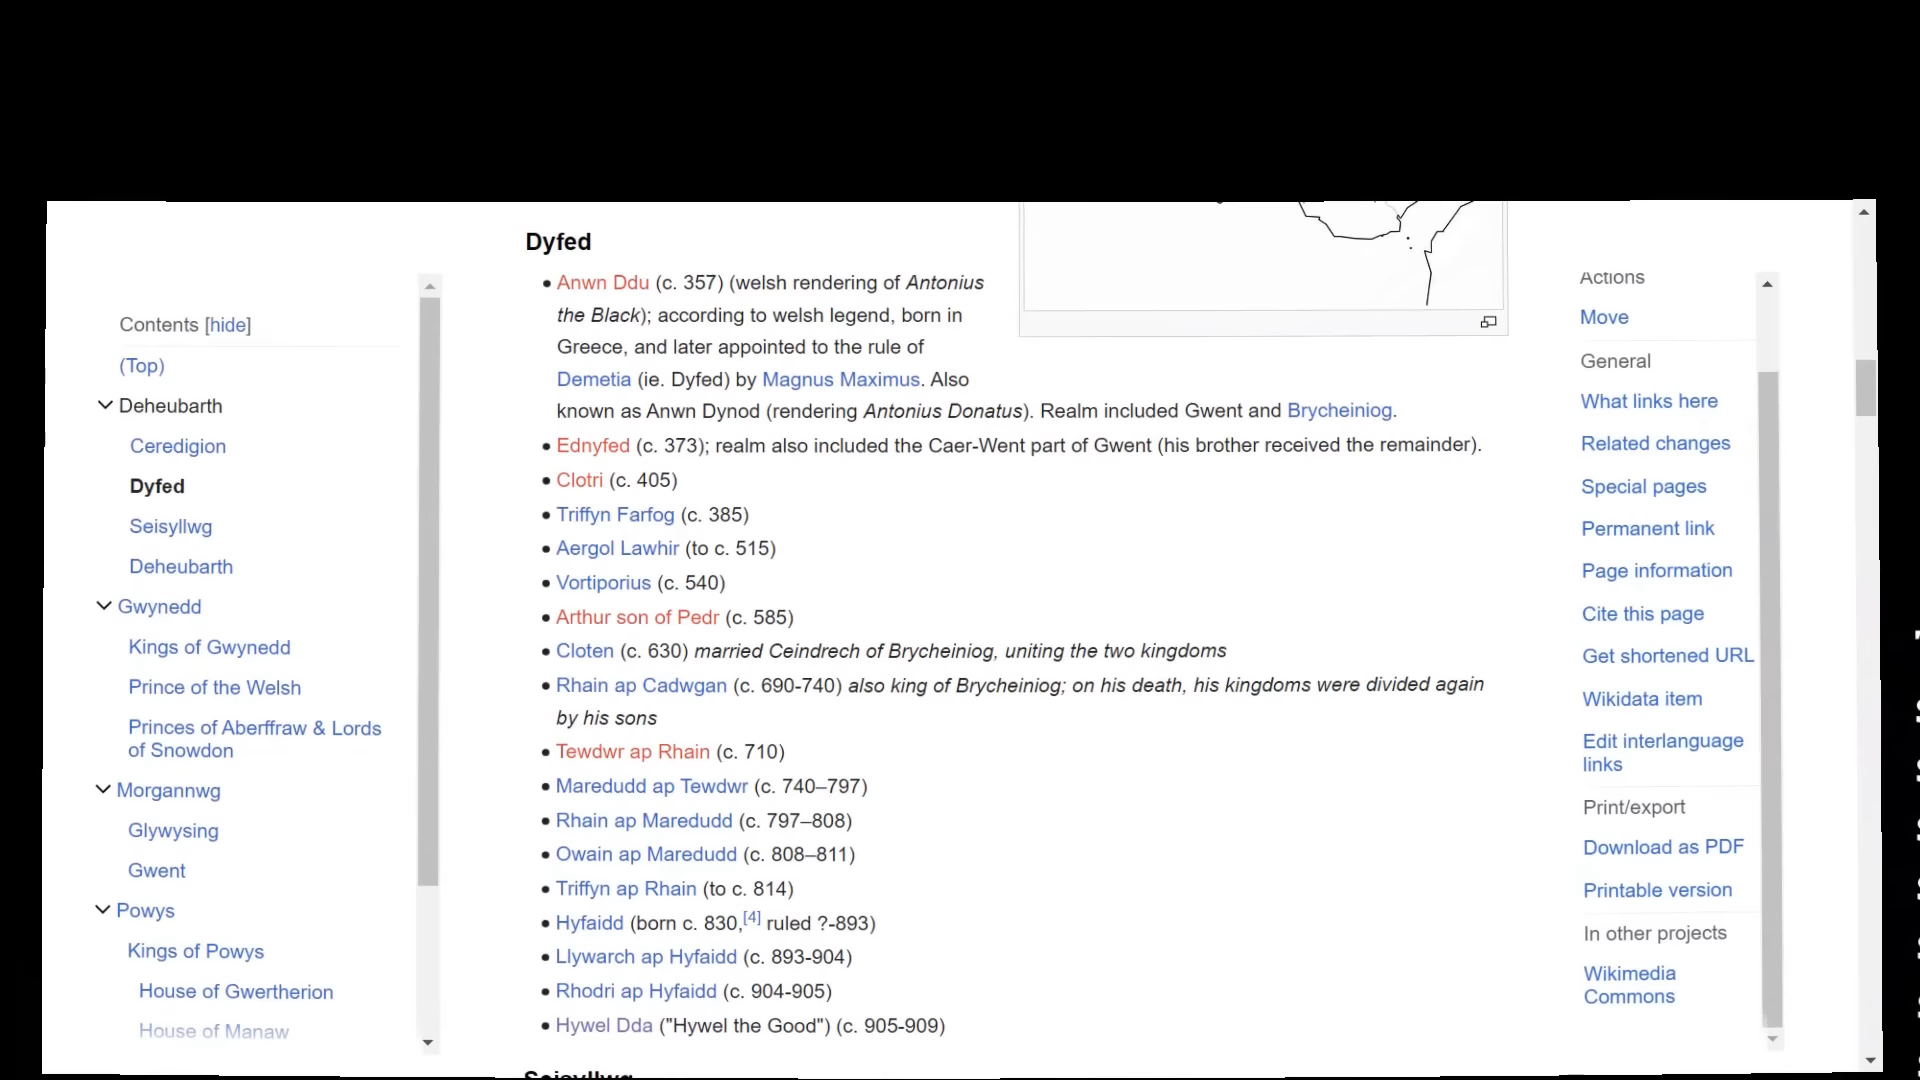 Dyfed
• Anwn Ddu (c. 357) (welsh rendering of Antonius
the Black); according to welsh legend, born in
Greece, and later appointed to the rule of
Demetia (ie. Dyfed) by Magnus Maximus. Also
known as Anwn Dynod (rendering Antonius Donatus). Realm included Gwent and Brycheiniog.
• Ednyfed (c. 373); realm also included the Caer-Went part of Gwent (his brother received the remainder).
• Clotri (c. 405)
• Triffyn Farfog (c. 385)
• Aergol Lawhir (to c. 515)
• Vortiporius (c. 540)
• Arthur son of Pedr (c. 585)
• Cloten (c. 630) married Ceindrech of Brycheiniog, uniting the two kingdoms
• Rhain ap Cadwgan (c. 690-740) also king of Brycheiniog; on his death, his kingdoms were divided again
by his sons
• Tewdwr ap Rhain (c. 710)
• Maredudd ap Tewdwr (c. 740–797)
• Rhain ap Maredudd (c. 797–808)
• Owain ap Maredudd (c. 808–811)
• Triffyn ap Rhain (to c. 814)
• Hyfaidd (born c. 830,[4] ruled ?-893)
• Llywarch ap Hyfaidd (c. 893-904)
• Rhodri ap Hyfaidd (c. 904-905)
• Hywel Dda ("Hywel the Good") (c. 905-909)
Seisyllwg
Contents [hide]
(Top)
Deheubarth
Ceredigion
Dyfed
Seisyllwg
Deheubarth
Gwynedd
Kings of Gwynedd
Prince of the Welsh
Princes of Aberffraw & Lords
of Snowdon
Morgannwg
Glywysing
Gwent
Powys
Kings of Powys
House of Gwertherion
House of Manaw
Actions
Move
General
What links here
Related changes
Special pages
Permanent link
Page information
Cite this page
Get shortened URL
Wikidata item
Edit interlanguage
links
Print/export
Download as PDF
Printable version
In other projects
Wikimedia
Commons